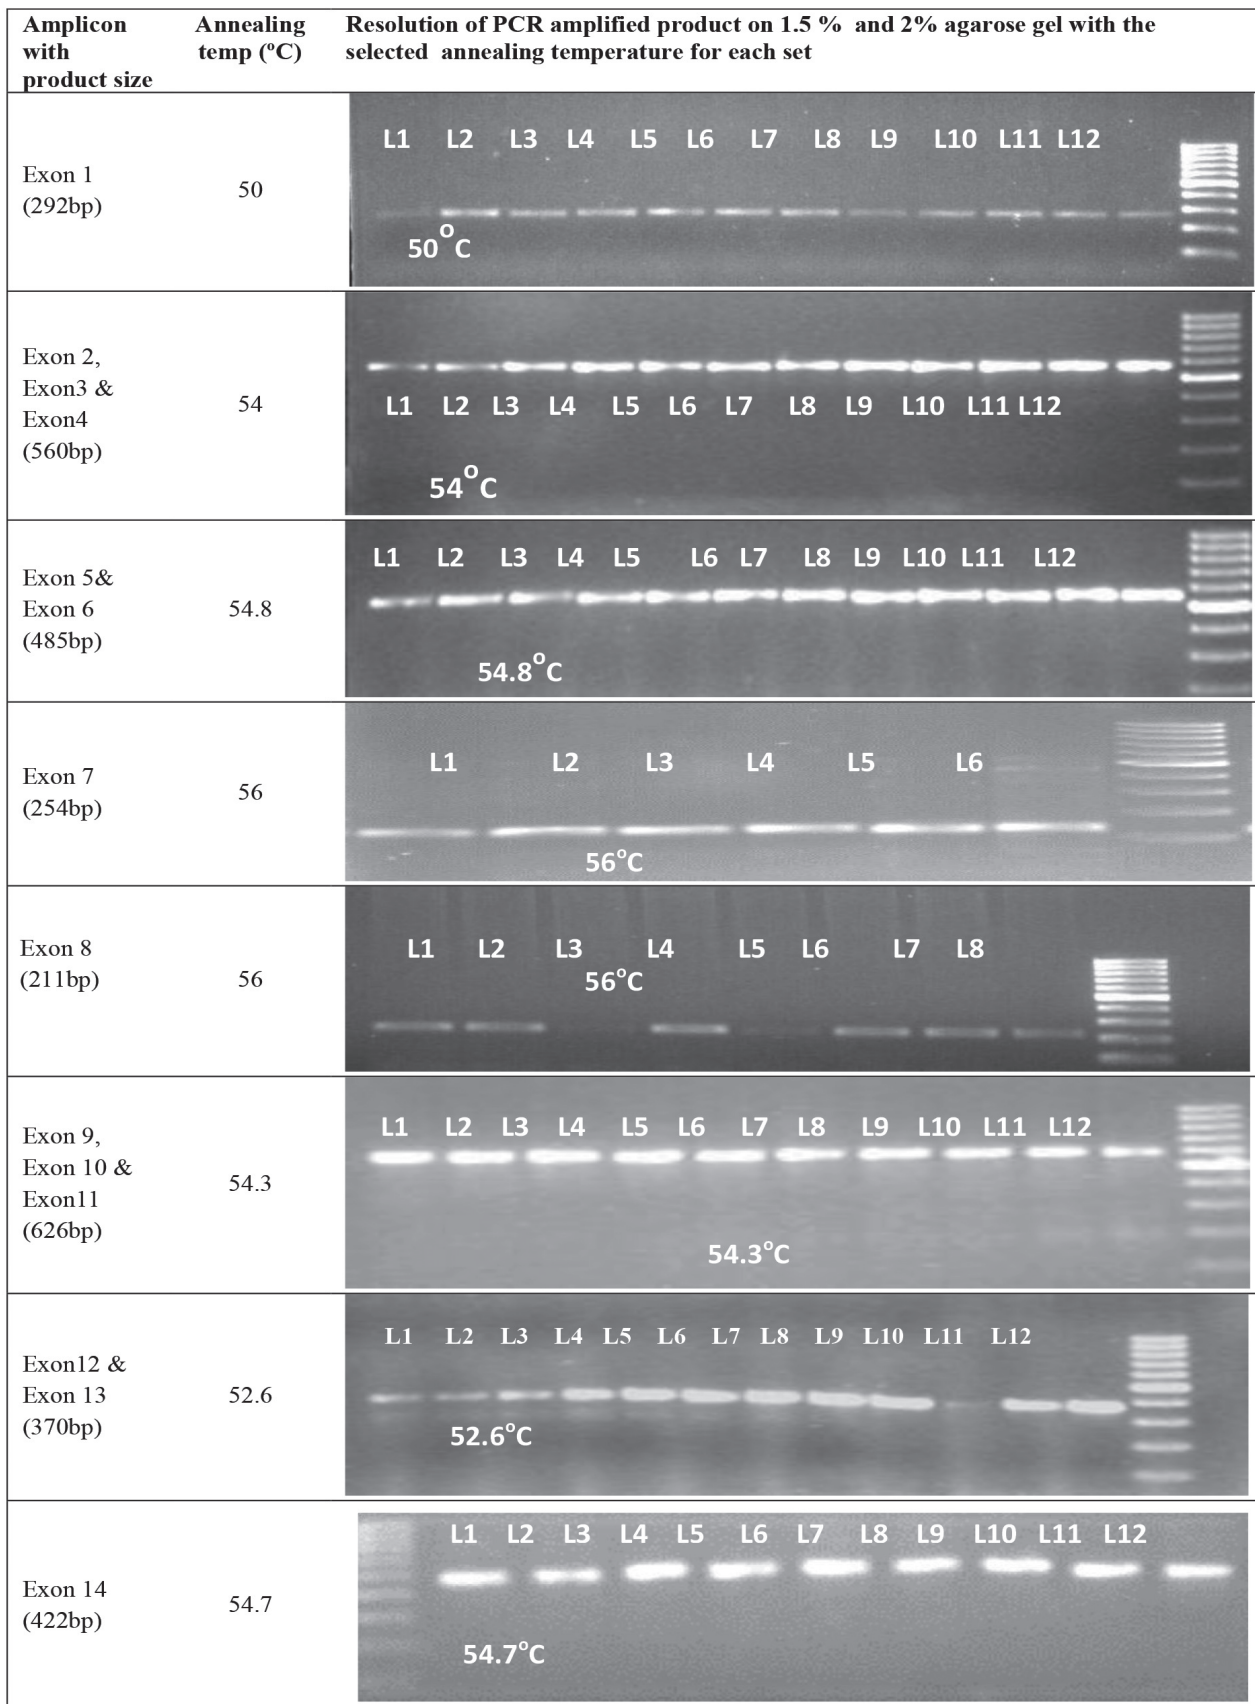 Amplicon with product size
Annealing temp (ºC)
Resolution of PCR amplified product on 1.5 % and 2% agarose gel with the
selected annealing temperature for each set
Exon 1
(292bp)
50
L1 L2 L3 L4 L5 L6 L7 L8 L9 L10 L11 L12
50°C
Exon 2,
Exon3 &
Exon4
(560bp)
54
L1 L2 L3 L4 L5 L6 L7 L8 L9 L10 L11 L12
54°C
Exon 5&
Exon 6
(485bp)
54.8
L1 L2 L3 L4 L5 L6 L7 L8 L9 L10 L11 L12
54.8°C
Exon 7
(254bp)
56
L1 L2 L3 L4 L5 L6
56°C
Exon 8
(211bp)
56
L1 L2 L3 L4 L5 L6 L7 L8
56°C
Exon 9,
Exon 10 &
Exon11
(626bp)
54.3
L1 L2 L3 L4 L5 L6 L7 L8 L9 L10 L11 L12
54.3°C
Exon12 &
Exon 13
(370bp)
52.6
L1 L2 L3 L4 L5 L6 L7 L8 L9 L10 L11 L12
52.6°C
Exon 14
(422bp)
54.7
L1 L2 L3 L4 L5 L6 L7 L8 L9 L10 L11 L12
54.7°C